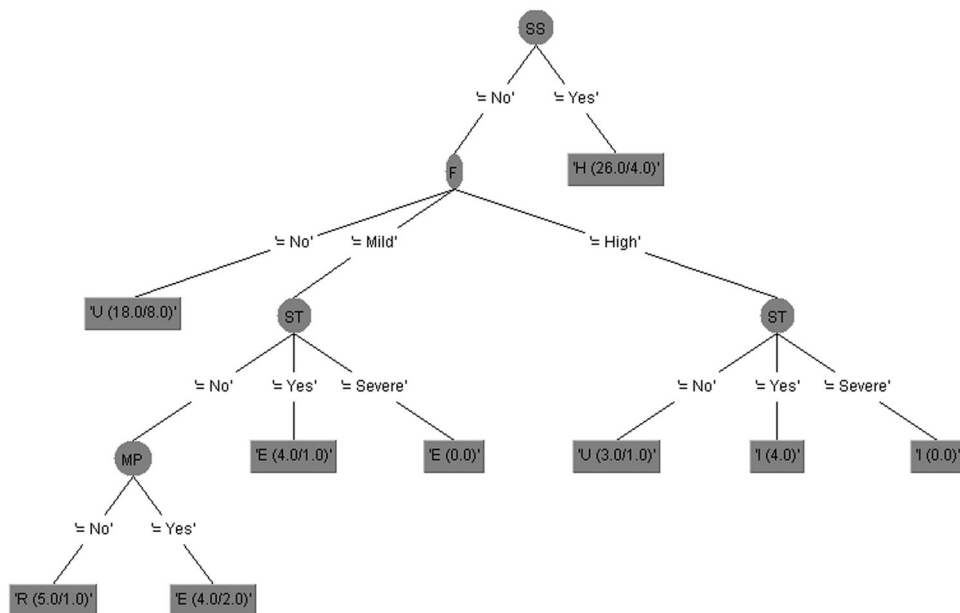 SS
'= No' '= Yes'
F 'H (26.0/4.0)'
'= No' '= Mild' '= High'
'U (18.0/8.0)' ST ST
'= No' '= Yes' '= Severe' '= No' '= Yes' '= Severe'
MP 'E (4.0/1.0)' 'E (0.0)' 'U (3.0/1.0)' 'I (4.0)' 'I (0.0)'
'= No' '= Yes'
'R (5.0/1.0)' 'E (4.0/2.0)'